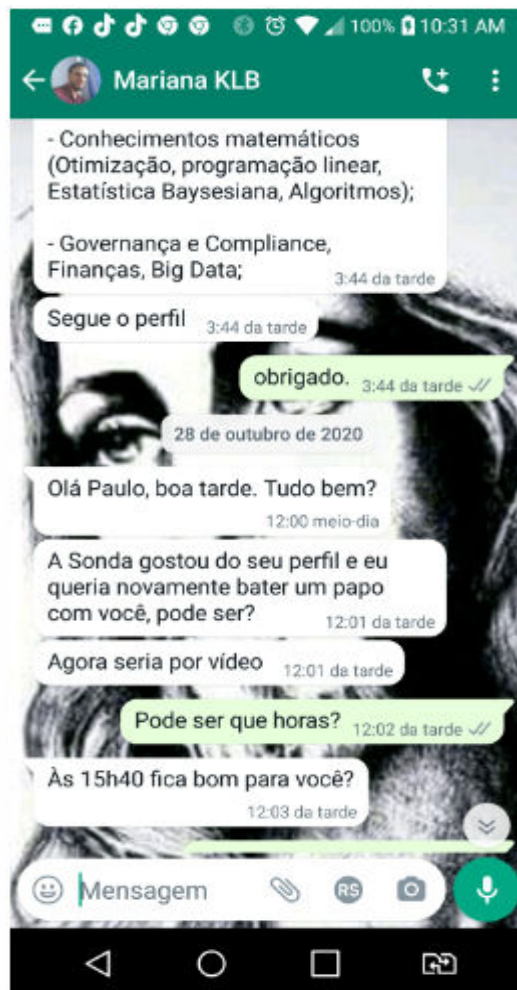 100% 10:31 AM
Mariana KLB
- Conhecimentos matemáticos
(Otimização, programação linear,
Estatística Baysesiana, Algoritmos);
- Governança e Compliance,
Finanças, Big Data;
3:44 da tarde
Segue o perfil 3:44 da tarde
obrigado. 3:44 da tarde
28 de outubro de 2020
Olá Paulo, boa tarde. Tudo bem?
12:00 meio-dia
A Sonda gostou do seu perfil e eu
queria novamente bater um papo
com você, pode ser?
12:01 da tarde
Agora seria por vídeo 12:01 da tarde
Pode ser que horas? 12:02 da tarde
Às 15h40 fica bom para você?
12:03 da tarde
Mensagem
RS